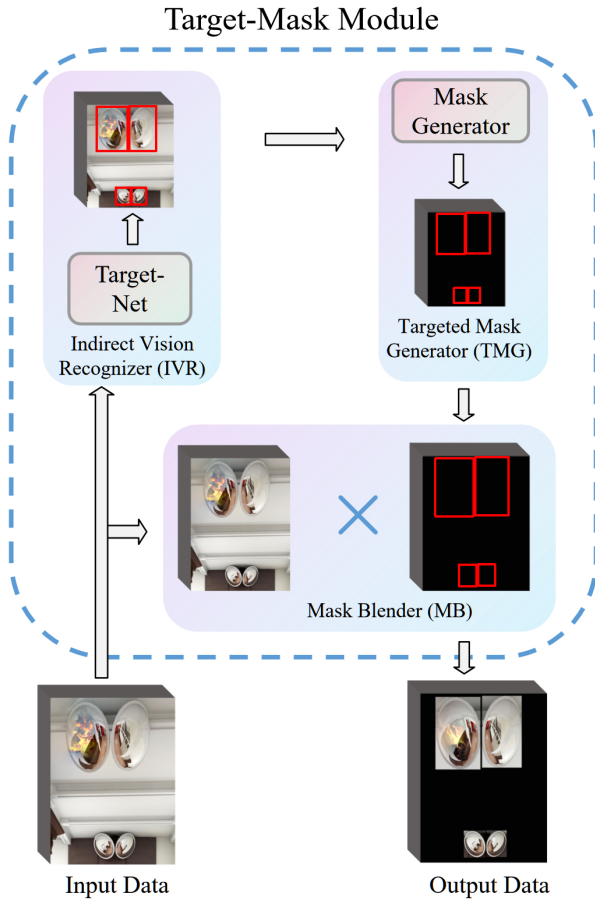 Target-Mask Module
Mask
Generator
Target-
Net
Indirect Vision
Recognizer (IVR)
Targeted Mask
Generator (TMG)
Mask Blender (MB)
Input Data
Output Data